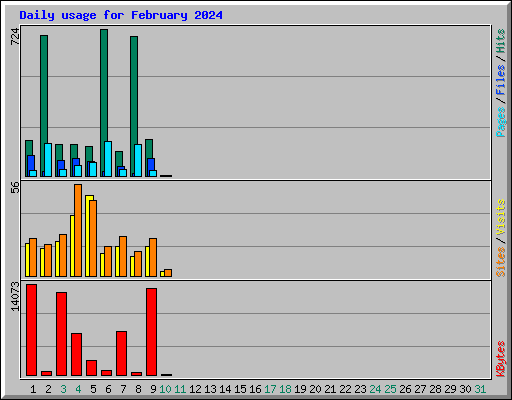 Daily usage for February 2024
724
56
14073
Pages / Files / Hits
Sites / Visits
KBytes
1 2 3 4 5 6 7 8 9 10 11 12 13 14 15 16 17 18 19 20 21 22 23 24 25 26 27 28 29 30 31